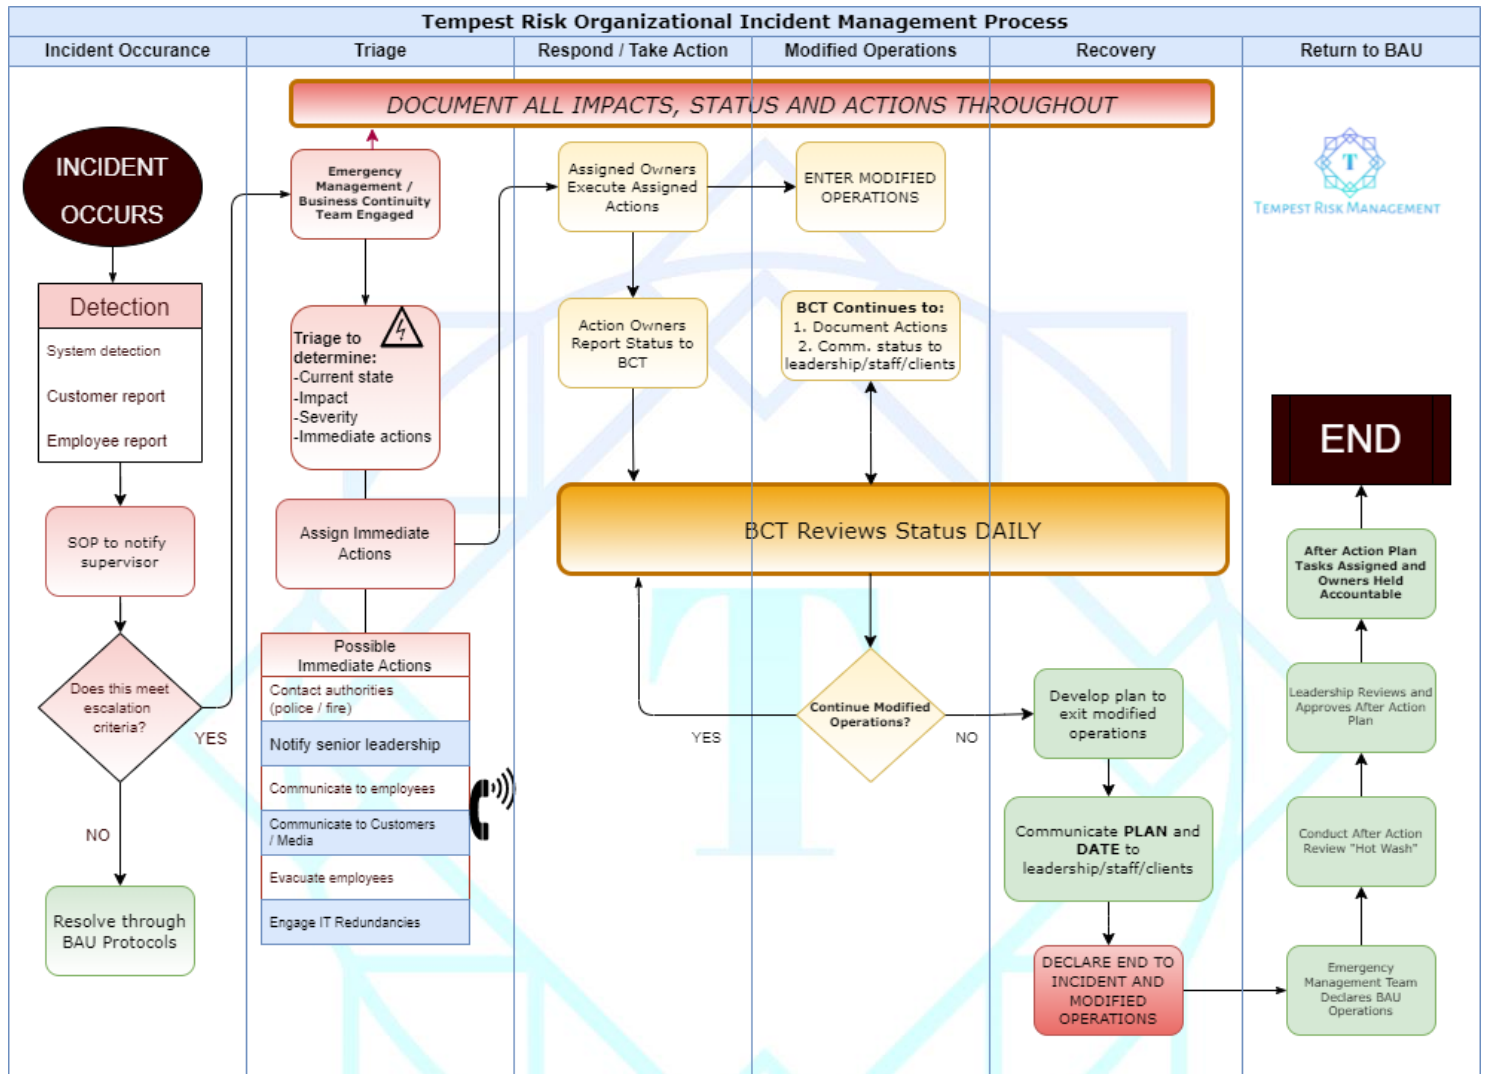 Tempest Risk Organizational Incident Management Process
Incident Occurance
Triage
Respond / Take Action
Modified Operations
Recovery
Return to BAU
DOCUMENT ALL IMPACTS, STATUS AND ACTIONS THROUGHOUT
INCIDENT
OCCURS
Detection
System detection
Customer report
Employee report
SOP to notify
supervisor
Does this meet
escalation
criteria?
YES
NO
Resolve through
BAU Protocols
Emergency
Management /
Business Continuity
Team Engaged
Triage to
determine:
-Current state
-Impact
-Severity
-Immediate actions
Assign Immediate
Actions
Possible
Immediate Actions
Contact authorities
(police / fire)
Notify senior leadership
Communicate to employees
Communicate to Customers
/ Media
Evacuate employees
Engage IT Redundancies
Assigned Owners
Execute Assigned
Actions
Action Owners
Report Status to
BCT
ENTER MODIFIED
OPERATIONS
BCT Continues to:
1. Document Actions
2. Comm. status to
leadership/staff/clients
BCT Reviews Status DAILY
Continue Modified
Operations?
YES
NO
Develop plan to
exit modified
operations
Communicate PLAN and
DATE to
leadership/staff/clients
DECLARE END TO
INCIDENT AND
MODIFIED
OPERATIONS
T
TEMPEST RISK MANAGEMENT
END
After Action Plan
Tasks Assigned and
Owners Held
Accountable
Leadership Reviews and
Approves After Action
Plan
Conduct After Action
Review "Hot Wash"
Emergency
Management Team
Declares BAU
Operations
T